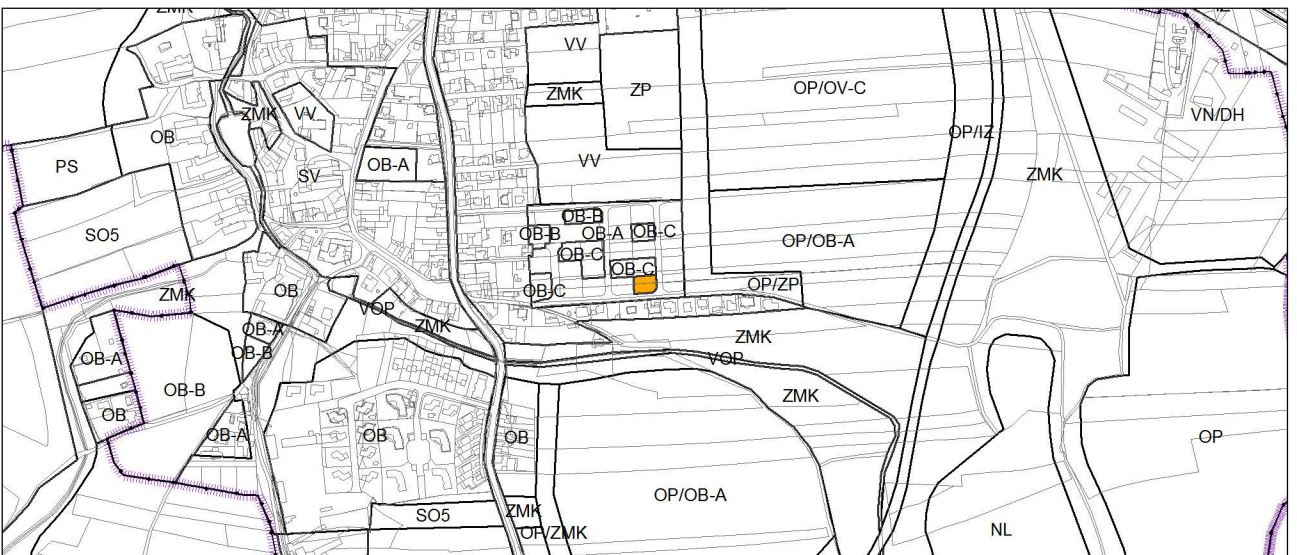 ZMK
VV
ZP
OP/OV-C
VN/DH
ZMK
ZMK
VV
OP/IZ
OB
PS
OB-A
VV
ZMK
SV
OB-B
SO5
OB-B
OB-A
OB-C
OP/OB-A
OB-C
OB-C
ZMK
OB
OB-C
OP/ZP
VOP
ZMK
OB-A
ZMK
OB-B
VOP
OB-A
OB-B
ZMK
OB
OB-A
OB
OB
OP
OP/OB-A
SO5
ZMK
OP/ZMK
NL